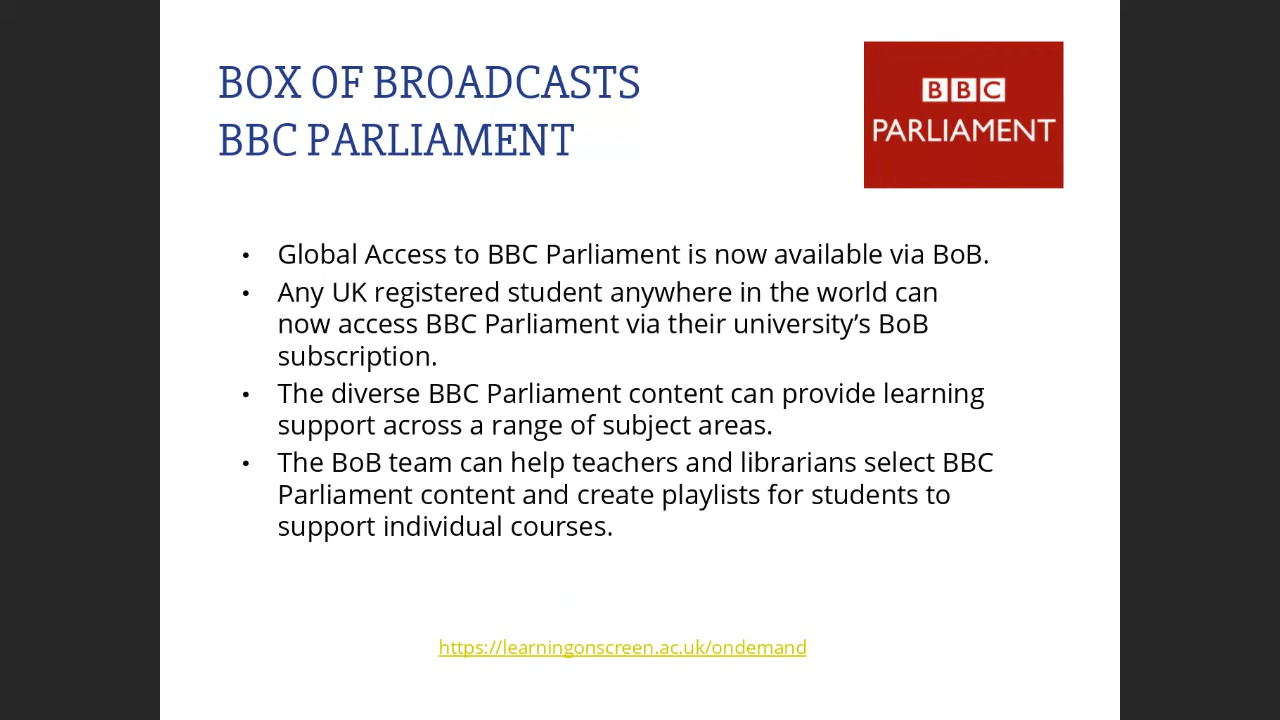 BOX OF BROADCASTS
BBC PARLIAMENT
BBC
PARLIAMENT
• Global Access to BBC Parliament is now available via BoB.
• Any UK registered student anywhere in the world can
now access BBC Parliament via their university’s BoB
subscription.
• The diverse BBC Parliament content can provide learning
support across a range of subject areas.
• The BoB team can help teachers and librarians select BBC
Parliament content and create playlists for students to
support individual courses.
https://learningonscreen.ac.uk/ondemand